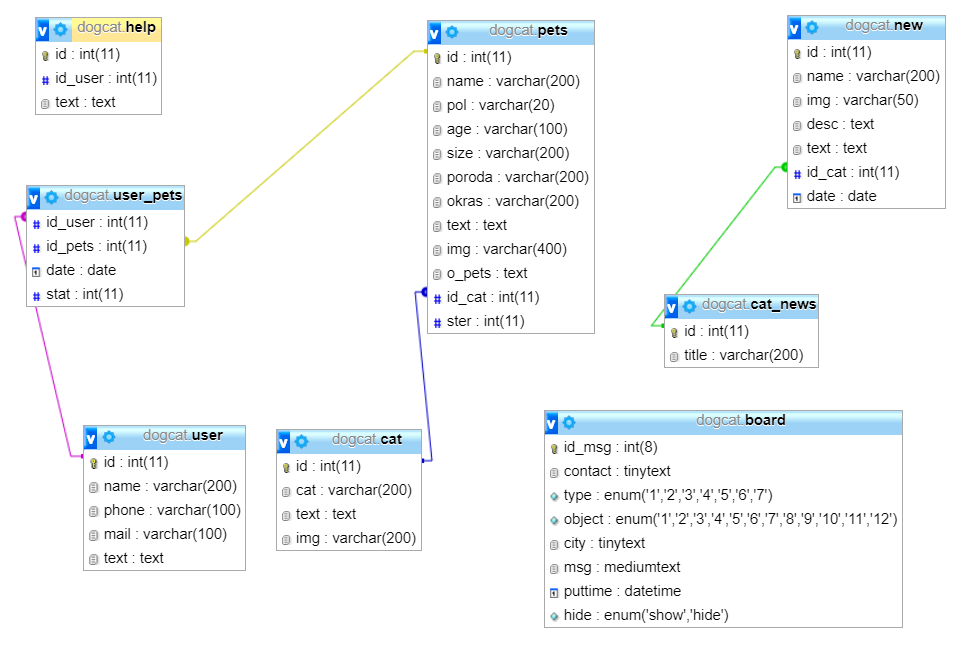 dogcat.help
id : int(11)
id_user : int(11)
text : text
dogcat.pets
id : int(11)
name : varchar(200)
pol : varchar(20)
age : varchar(100)
size : varchar(200)
poroda : varchar(200)
okras : varchar(200)
text : text
img : varchar(400)
o_pets : text
id_cat : int(11)
ster : int(11)
dogcat.new
id : int(11)
name : varchar(200)
img : varchar(50)
desc : text
text : text
id_cat : int(11)
date : date
dogcat.user_pets
id_user : int(11)
id_pets : int(11)
date : date
stat : int(11)
dogcat.cat_news
id : int(11)
title : varchar(200)
dogcat.user
id : int(11)
name : varchar(200)
phone : varchar(100)
mail : varchar(100)
text : text
dogcat.cat
id : int(11)
cat : varchar(200)
text : text
img : varchar(200)
dogcat.board
id_msg : int(8)
contact : tinytext
type : enum('1','2','3','4','5','6','7')
object : enum('1','2','3','4','5','6','7','8','9','10','11','12')
city : tinytext
msg : mediumtext
puttime : datetime
hide : enum('show','hide')